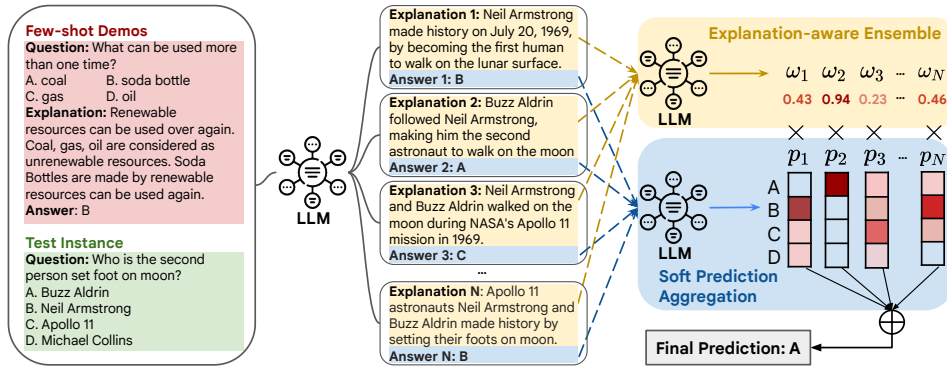 Few-shot Demos
Question: What can be used more
than one time?
A. coal B. soda bottle
C. gas D. oil
Explanation: Renewable
resources can be used over again.
Coal, gas, oil are considered as
unrenewable resources. Soda
Bottles are made by renewable
resources can be used again.
Answer: B
Test Instance
Question: Who is the second
person set foot on moon?
A. Buzz Aldrin
B. Neil Armstrong
C. Apollo 11
D. Michael Collins
LLM
Explanation 1: Neil Armstrong
made history on July 20, 1969,
by becoming the first human
to walk on the lunar surface.
Answer 1: B
Explanation 2: Buzz Aldrin
followed Neil Armstrong,
making him the second
astronaut to walk on the moon
Answer 2: A
Explanation 3: Neil Armstrong
and Buzz Aldrin walked on the
moon during NASA's Apollo 11
mission in 1969.
Answer 3: C
...
Explanation N: Apollo 11
astronauts Neil Armstrong and
Buzz Aldrin made history by
setting their foots on moon.
Answer N: B
Explanation-aware Ensemble
LLM
ω1 ω2 ω3 ... ωN
0.43 0.94 0.23 ... 0.46
× × × ×
p1 p2 p3 ... pN
A
B
C
D
LLM
Soft Prediction
Aggregation
Final Prediction: A